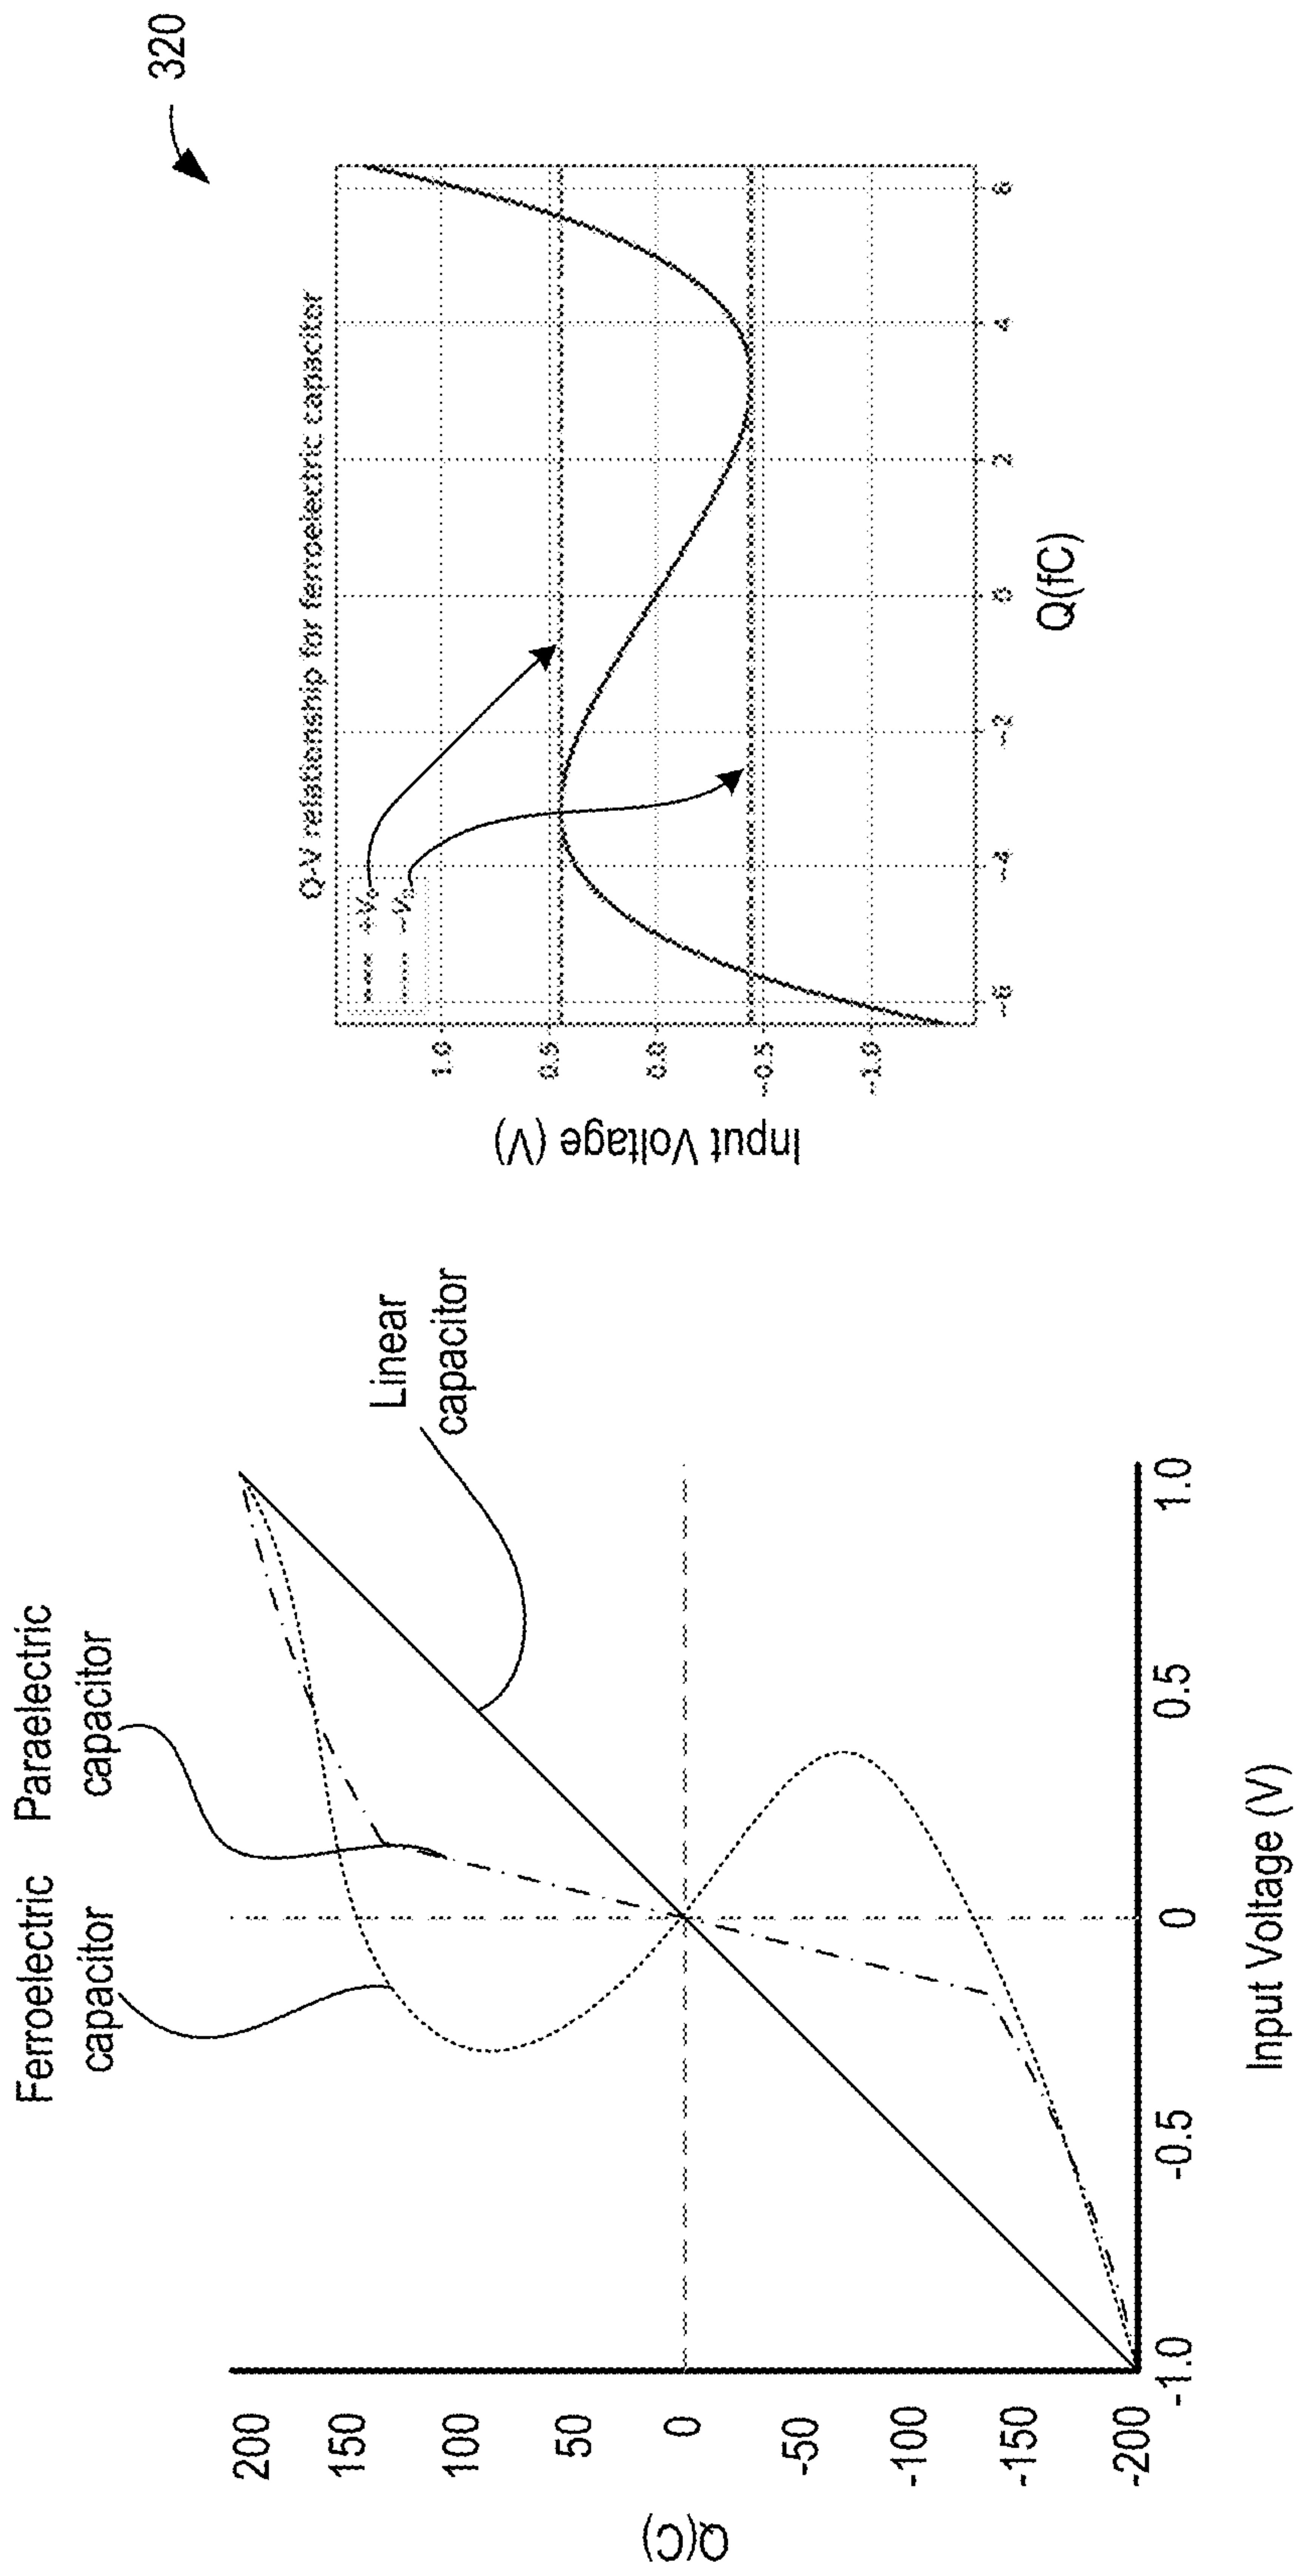 320
Ferroelectric
capacitor
Paraelectric
capacitor
Linear
capacitor
Q(C)
200
150
100
50
0
-50
-100
-150
-200
-1.0
-0.5
0
0.5
1.0
Input Voltage (V)
Q-V relationship for ferroelectric capacitor
Input Voltage (V)
1.0
0.5
0.0
-0.5
-1.0
-6
-4
-2
0
2
4
6
Q(fC)